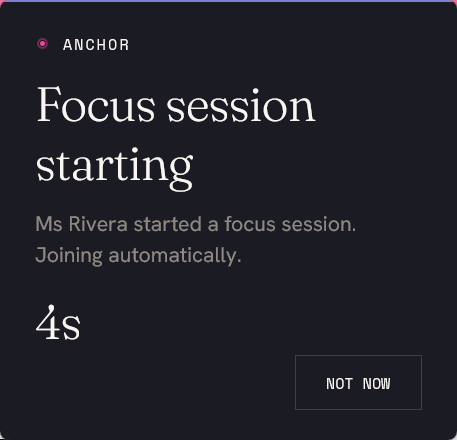 ANCHOR
Focus session
starting
Ms Rivera started a focus session.
Joining automatically.
4s
NOT NOW